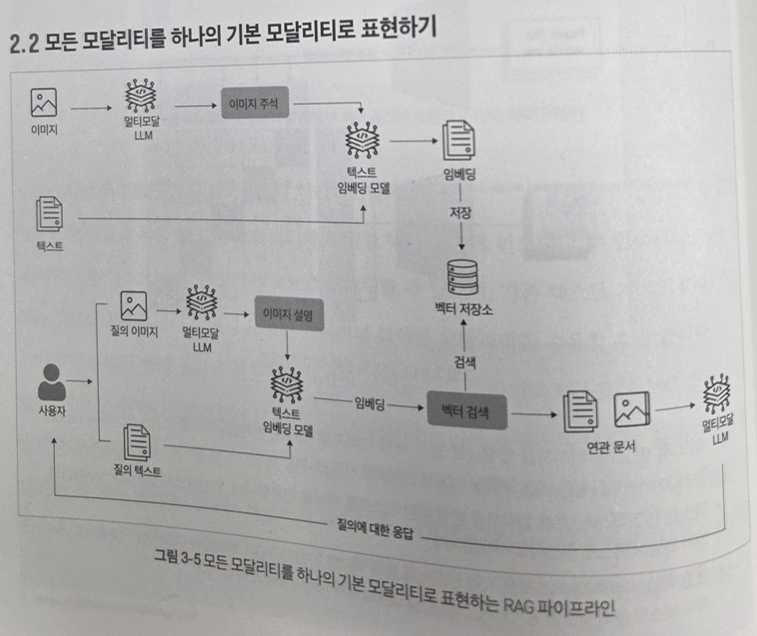 2.2 모든 모달리티를 하나의 기본 모달리티로 표현하기
이미지
멀티모달
LLM
이미지 주석
텍스트
임베딩 모델
임베딩
텍스트
저장
벡터 저장소
질의 이미지
멀티모달
LLM
이미지 설명
검색
사용자
텍스트
임베딩 모델
임베딩
벡터 검색
연관 문서
멀티모달
LLM
질의 텍스트
질의에 대한 응답
그림 3-5 모든 모달리티를 하나의 기본 모달리티로 표현하는 RAG 파이프라인